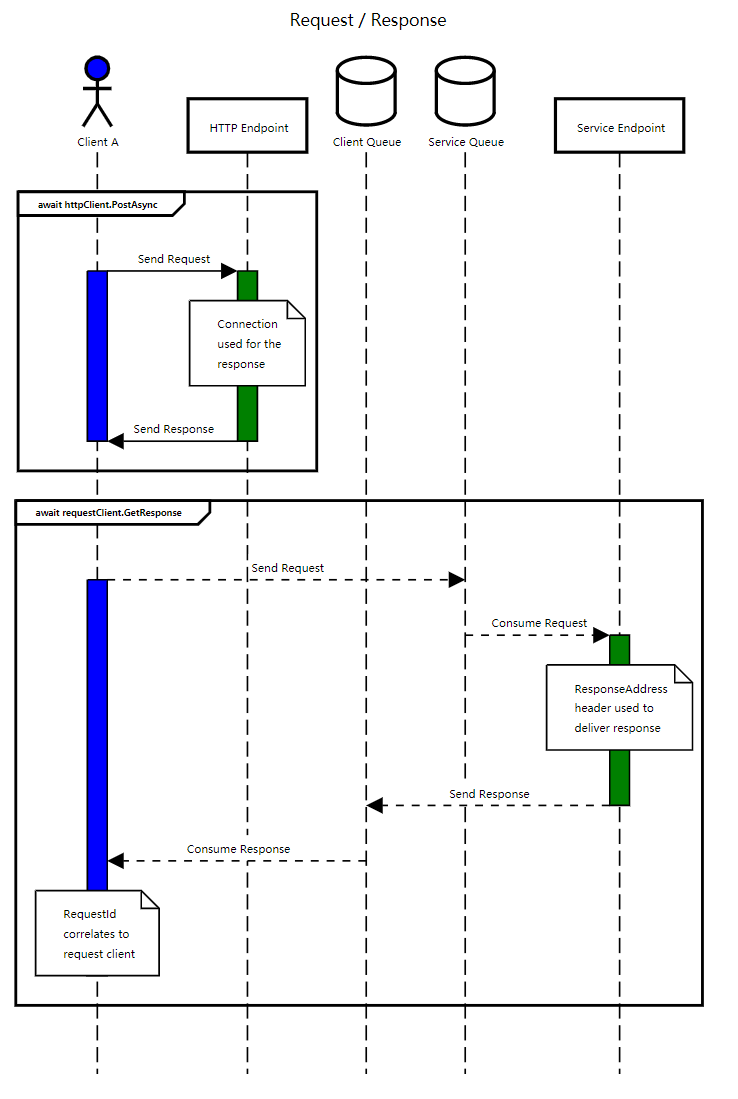 Request / Response
Client A
HTTP Endpoint
Client Queue
Service Queue
Service Endpoint
await httpClient.PostAsync
Send Request
Connection
used for the
response
Send Response
await requestClient.GetResponse
Send Request
Consume Request
ResponseAddress
header used to
deliver response
Send Response
Consume Response
RequestId
correlates to
request client